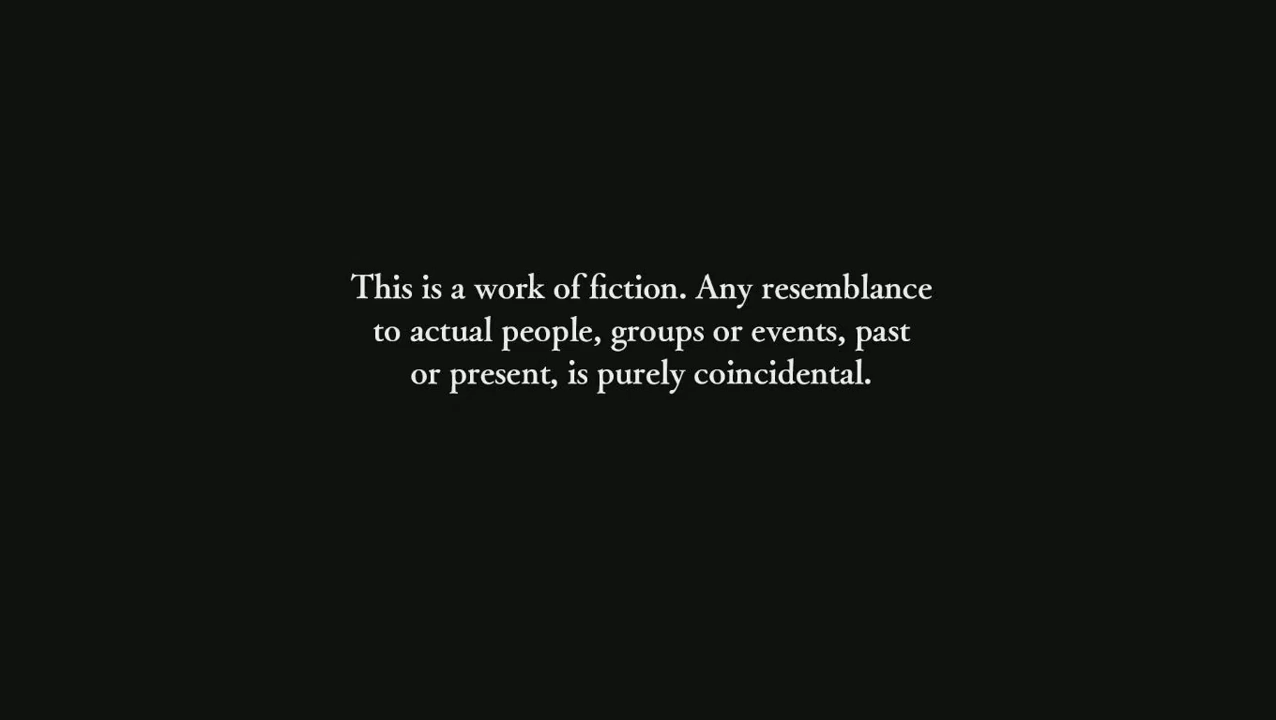 This is a work of fiction. Any resemblance
to actual people, groups or events, past
or present, is purely coincidental.